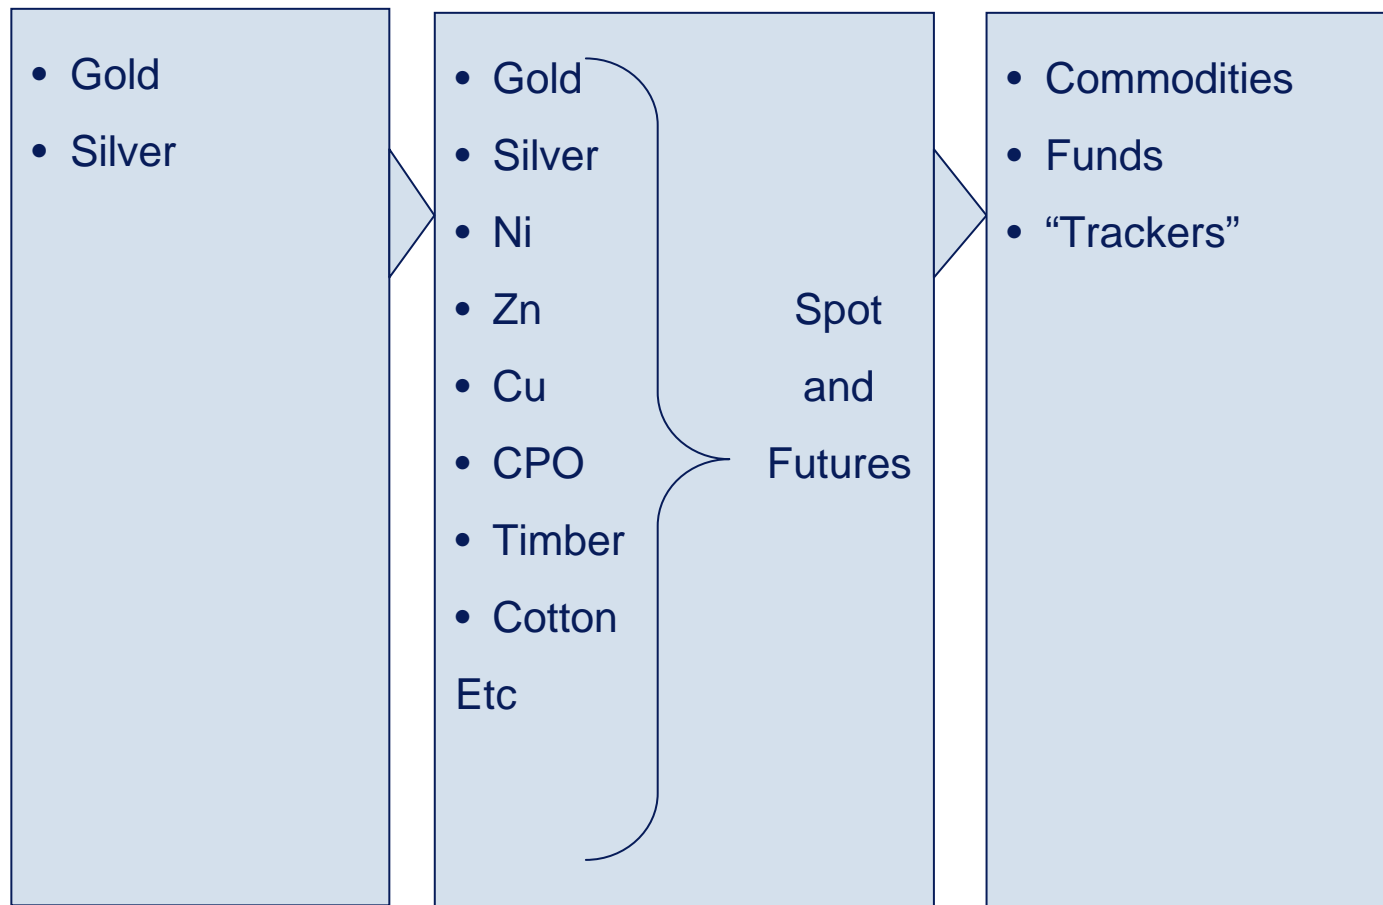 • Gold
• Silver
• Gold
• Silver
• Ni
• Zn
• Cu
• CPO
• Timber
• Cotton
Etc
Spot
and
Futures
• Commodities
• Funds
• “Trackers”